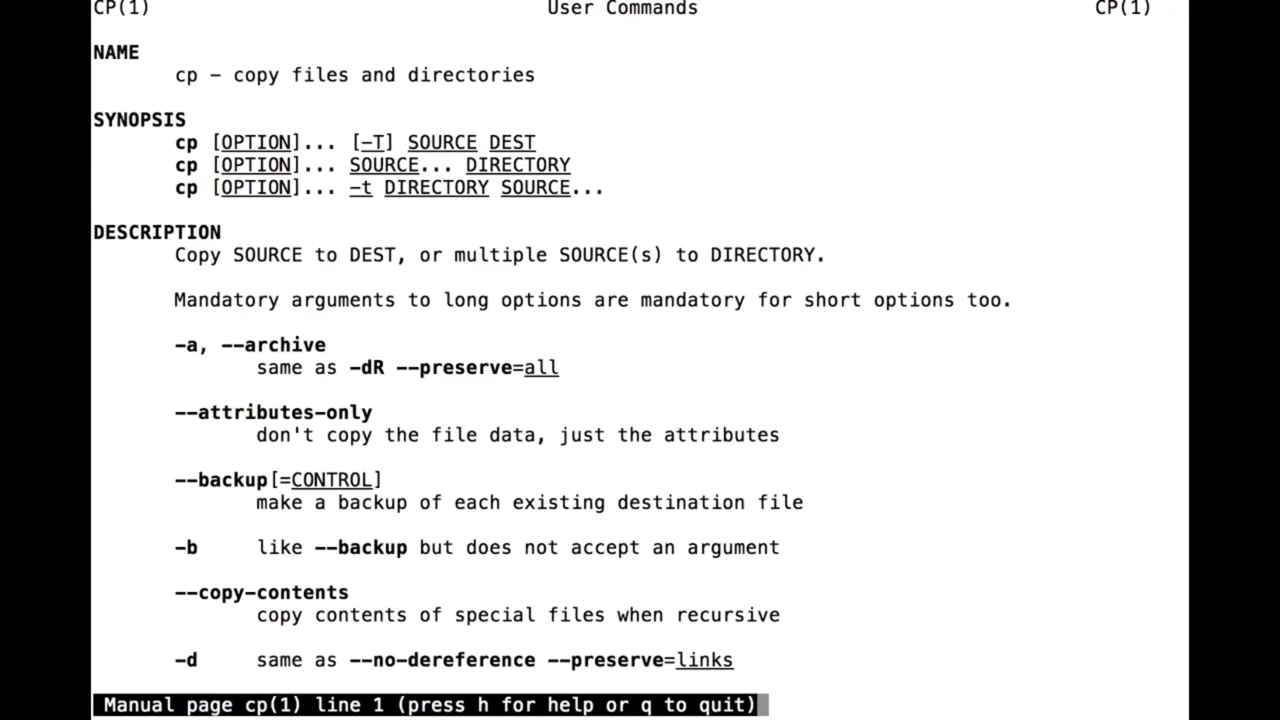 CP(1) User Commands CP(1)
NAME
cp - copy files and directories
SYNOPSIS
cp [OPTION]... [-T] SOURCE DEST
cp [OPTION]... SOURCE... DIRECTORY
cp [OPTION]... -t DIRECTORY SOURCE...
DESCRIPTION
Copy SOURCE to DEST, or multiple SOURCE(s) to DIRECTORY.
Mandatory arguments to long options are mandatory for short options too.
-a, --archive
same as -dR --preserve=all
--attributes-only
don't copy the file data, just the attributes
--backup[=CONTROL]
make a backup of each existing destination file
-b like --backup but does not accept an argument
--copy-contents
copy contents of special files when recursive
-d same as --no-dereference --preserve=links
Manual page cp(1) line 1 (press h for help or q to quit)